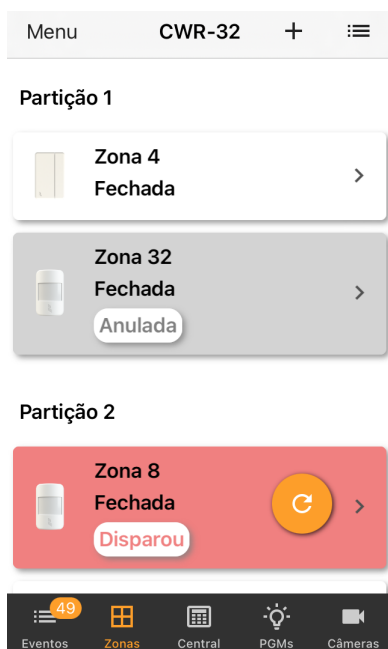 Menu CWR-32
Partição 1
Zona 4
Fechada
Zona 32
Fechada
Anulada
Partição 2
Zona 8
Fechada
Disparou
49
Eventos Zonas Central PGMs Câmeras